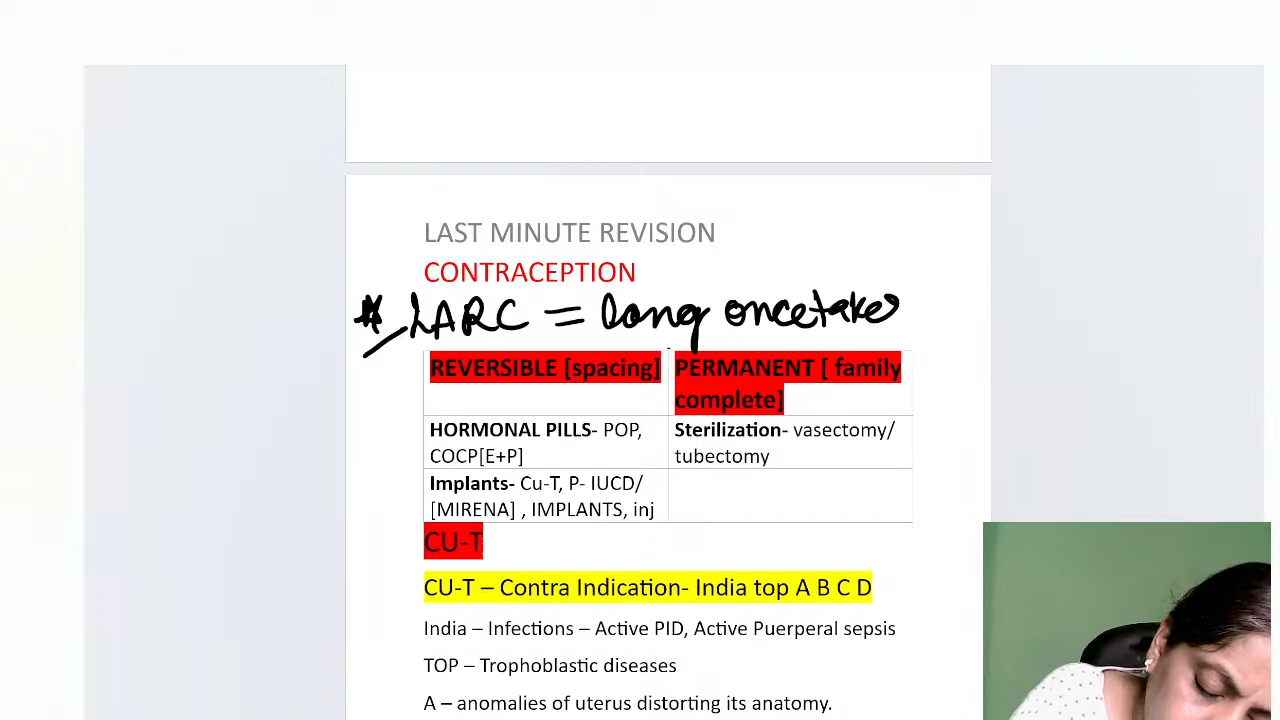 LAST MINUTE REVISION
CONTRACEPTION
* LARC = long oncetaken
REVERSIBLE [spacing]
PERMANENT [ family
complete]
HORMONAL PILLS- POP,
COCP[E+P]
Sterilization- vasectomy/
tubectomy
Implants- Cu-T, P- IUCD/
[MIRENA] , IMPLANTS, inj
CU-T
CU-T – Contra Indication- India top A B C D
India – Infections – Active PID, Active Puerperal sepsis
TOP – Trophoblastic diseases
A – anomalies of uterus distorting its anatomy.